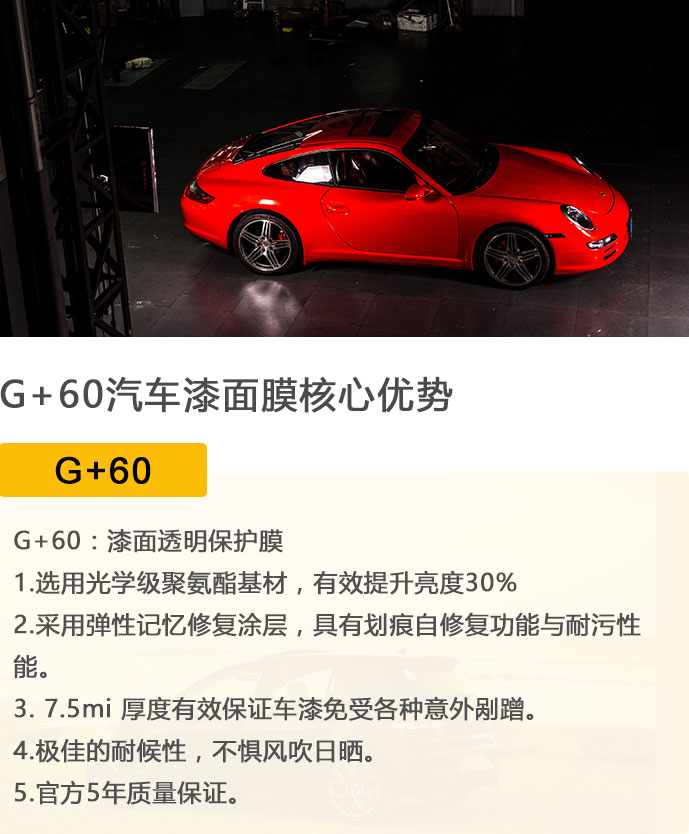 G+60汽车漆面膜核心优势
G+60
G+60：漆面透明保护膜
1.选用光学级聚氨酯基材，有效提升亮度30%
2.采用弹性记忆修复涂层，具有划痕自修复功能与耐污性
能。
3. 7.5mi 厚度有效保证车漆免受各种意外剐蹭。
4.极佳的耐候性，不惧风吹日晒。
5.官方5年质量保证。